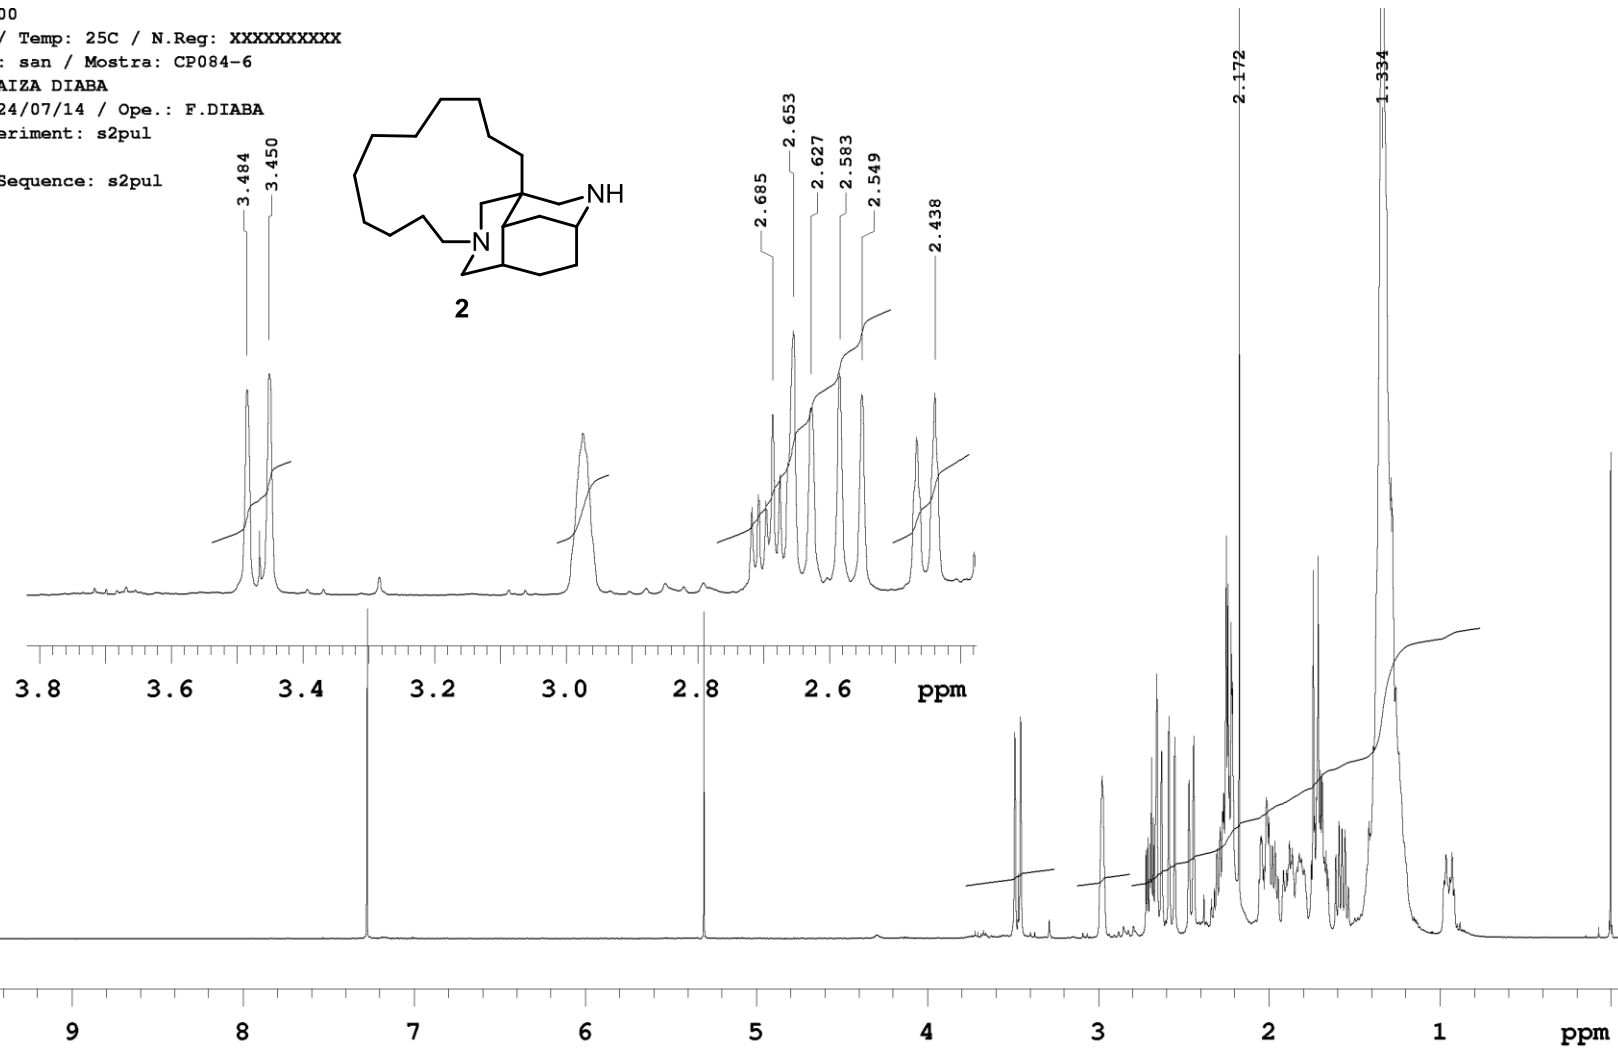 00
/ Temp: 25C / N.Reg: XXXXXXXXXX
: san / Mostra: CP084-6
AIZA DIABA
24/07/14 / Ope.: F.DIABA
eriment: s2pul
Sequence: s2pul
3.484
3.450
2.685
2.653
2.627
2.583
2.549
2.438
2.172
1.334
NH
N
2
3.8 3.6 3.4 3.2 3.0 2.8 2.6 ppm
9 8 7 6 5 4 3 2 1 ppm